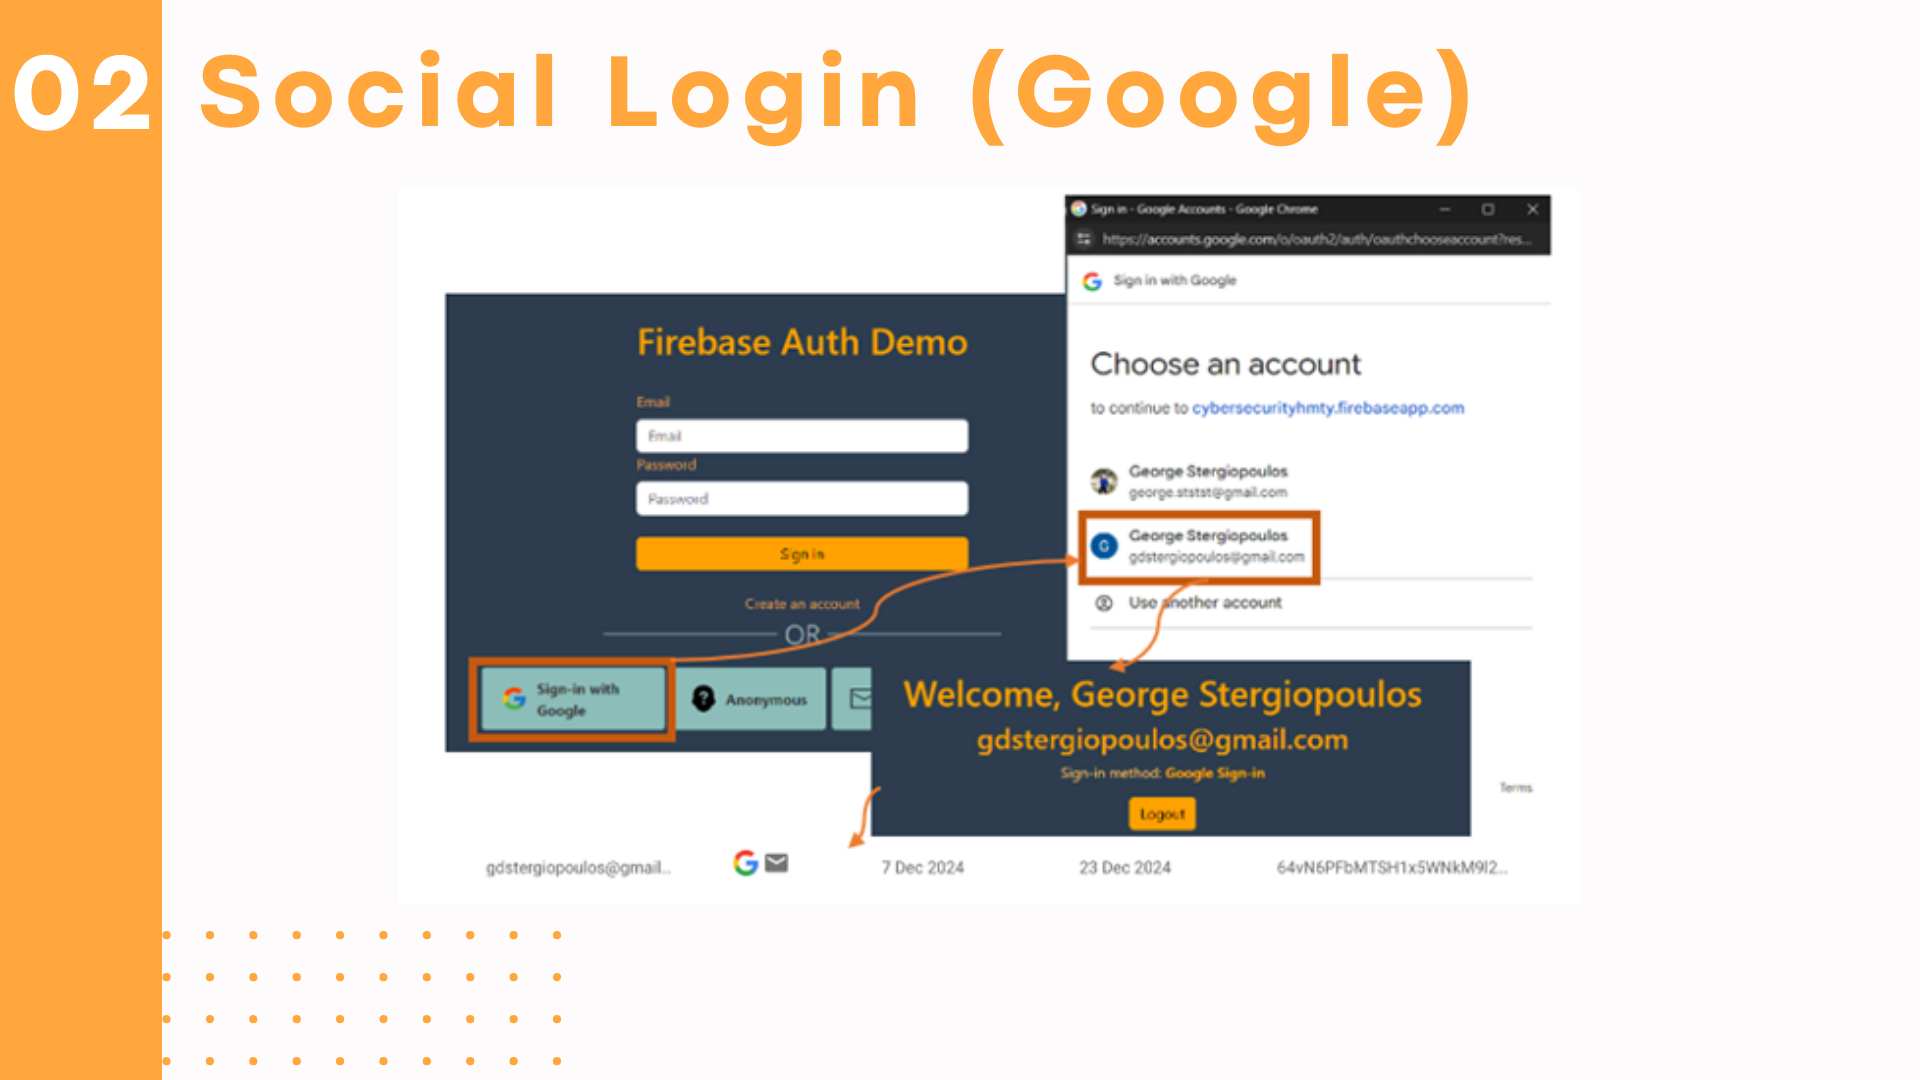 02 Social Login (Google)
Sign in - Google Accounts - Google Chrome
https://accounts.google.com/o/oauth2/auth/oauthchooseaccount?res...
Sign in with Google
Choose an account
to continue to cybersecurityhmty.firebaseapp.com
George Stergiopoulos
george.ststst@gmail.com
G
George Stergiopoulos
gdstergiopoulos@gmail.com
Use another account
Firebase Auth Demo
Email
Email
Password
Password
Sign in
Create an account
OR
Sign-in with
Google
Anonymous
Welcome, George Stergiopoulos
gdstergiopoulos@gmail.com
Sign-in method: Google Sign-in
Logout
Terms
gdstergiopoulos@gmail... 7 Dec 2024 23 Dec 2024 64vN6PFbMTSH1x5WNkM9l2...